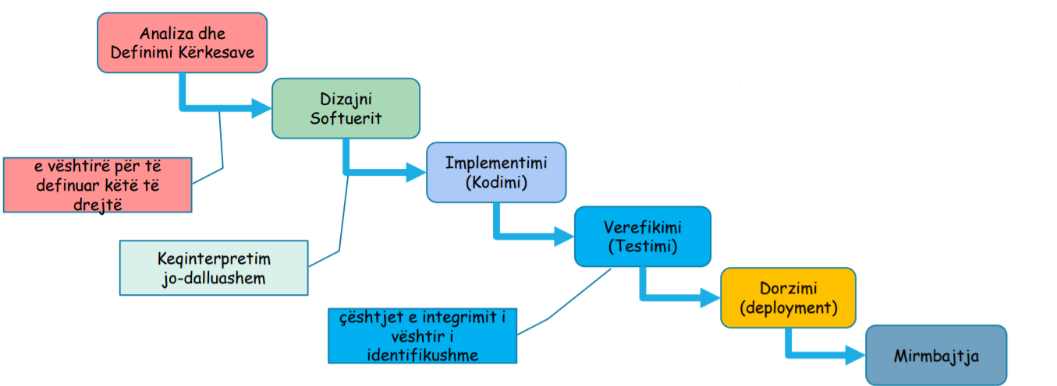 Analiza dhe
Definimi Kërkesave
Dizajni
Softuerit
e vështirë për të
definuar këtë të
drejtë
Implementimi
(Kodimi)
Keqinterpretim
jo-dalluashem
Verefikimi
(Testimi)
çështjet e integrimit i
vështir i
identifikushme
Dorzimi
(deployment)
Mirmbajtja